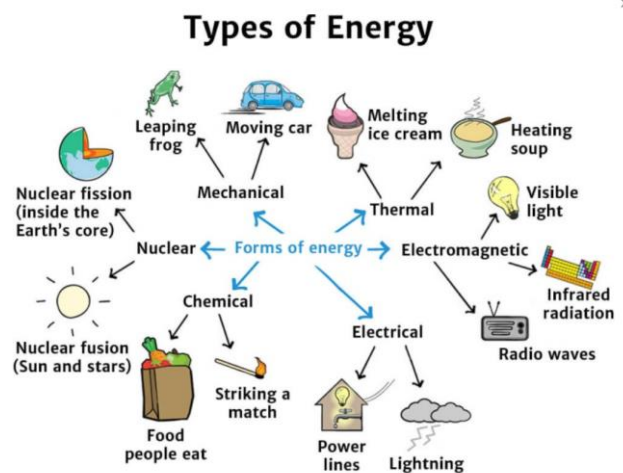 Types of Energy
Leaping
frog
Moving car
Melting
ice cream
Heating
soup
Nuclear fission
(inside the
Earth's core)
Mechanical
Thermal
Visible
light
Nuclear
Forms of energy
Electromagnetic
Infrared
radiation
Chemical
Electrical
Radio waves
Nuclear fusion
(Sun and stars)
Striking a
match
Food
people eat
Power
lines
Lightning